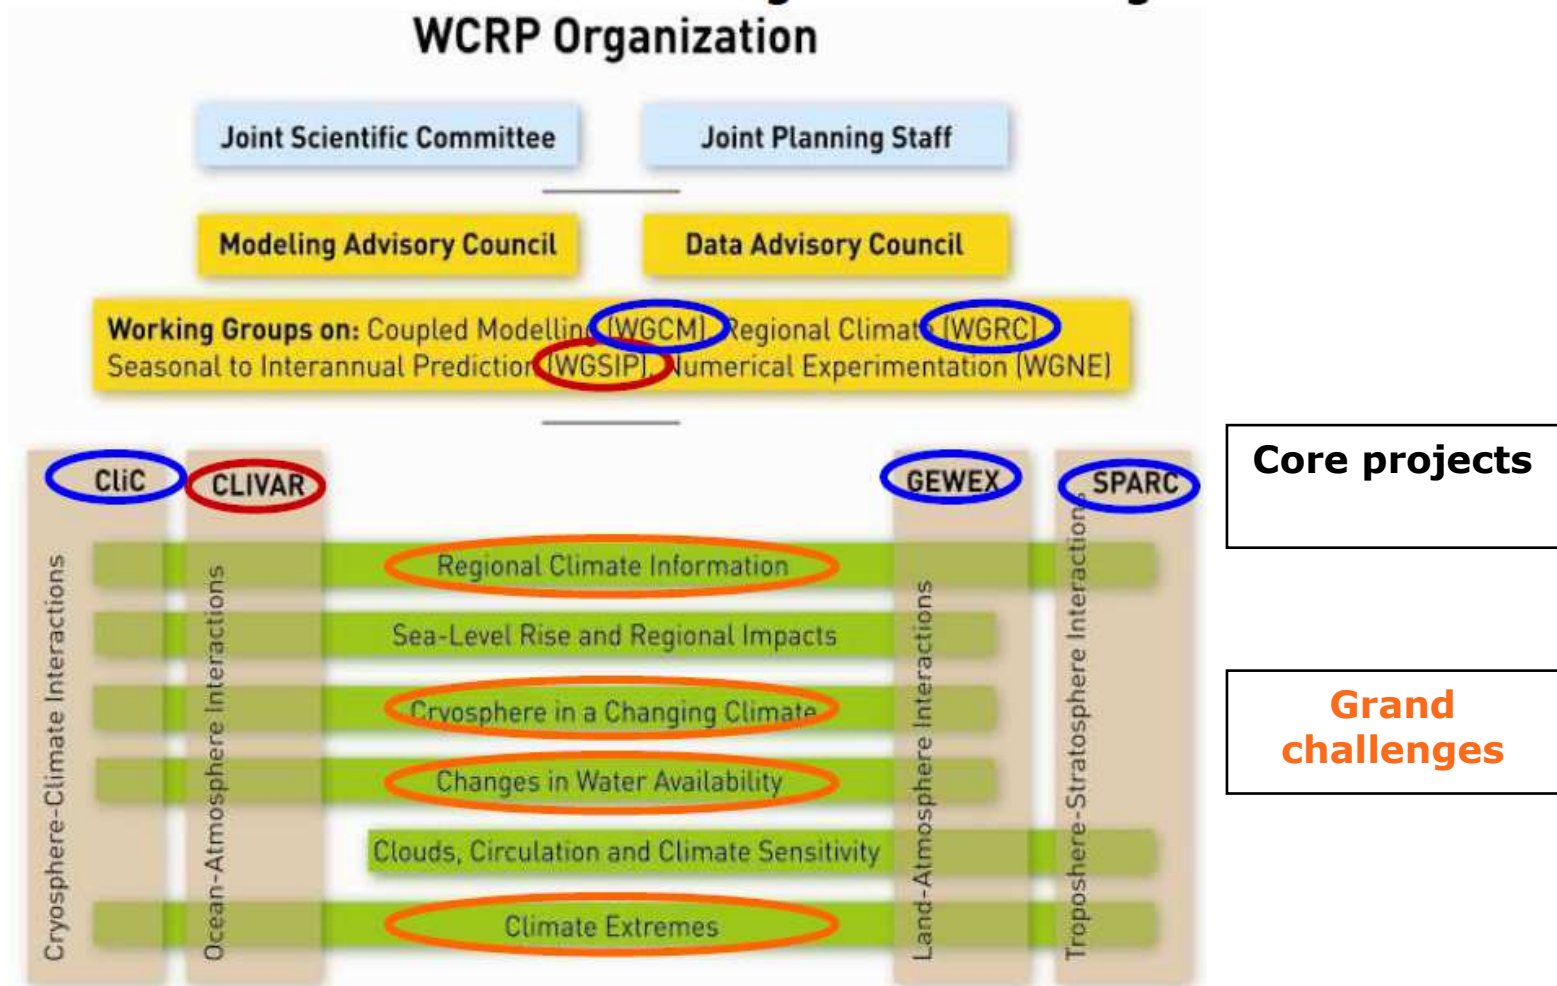 WCRP Organization
Joint Scientific Committee
Joint Planning Staff
Modeling Advisory Council
Data Advisory Council
Working Groups on: Coupled Modelling (WGCM) Regional Climate (WGRC)
Seasonal to Interannual Prediction (WGSIP), Numerical Experimentation (WGNE)
CliC
CLIVAR
GEWEX
SPARC
Core projects
Cryosphere-Climate Interactions
Ocean-Atmosphere Interactions
Land-Atmosphere Interactions
Troposhere-Stratosphere Interactions
Regional Climate Information
Sea-Level Rise and Regional Impacts
Cryosphere in a Changing Climate
Changes in Water Availability
Clouds, Circulation and Climate Sensitivity
Climate Extremes
Grand
challenges